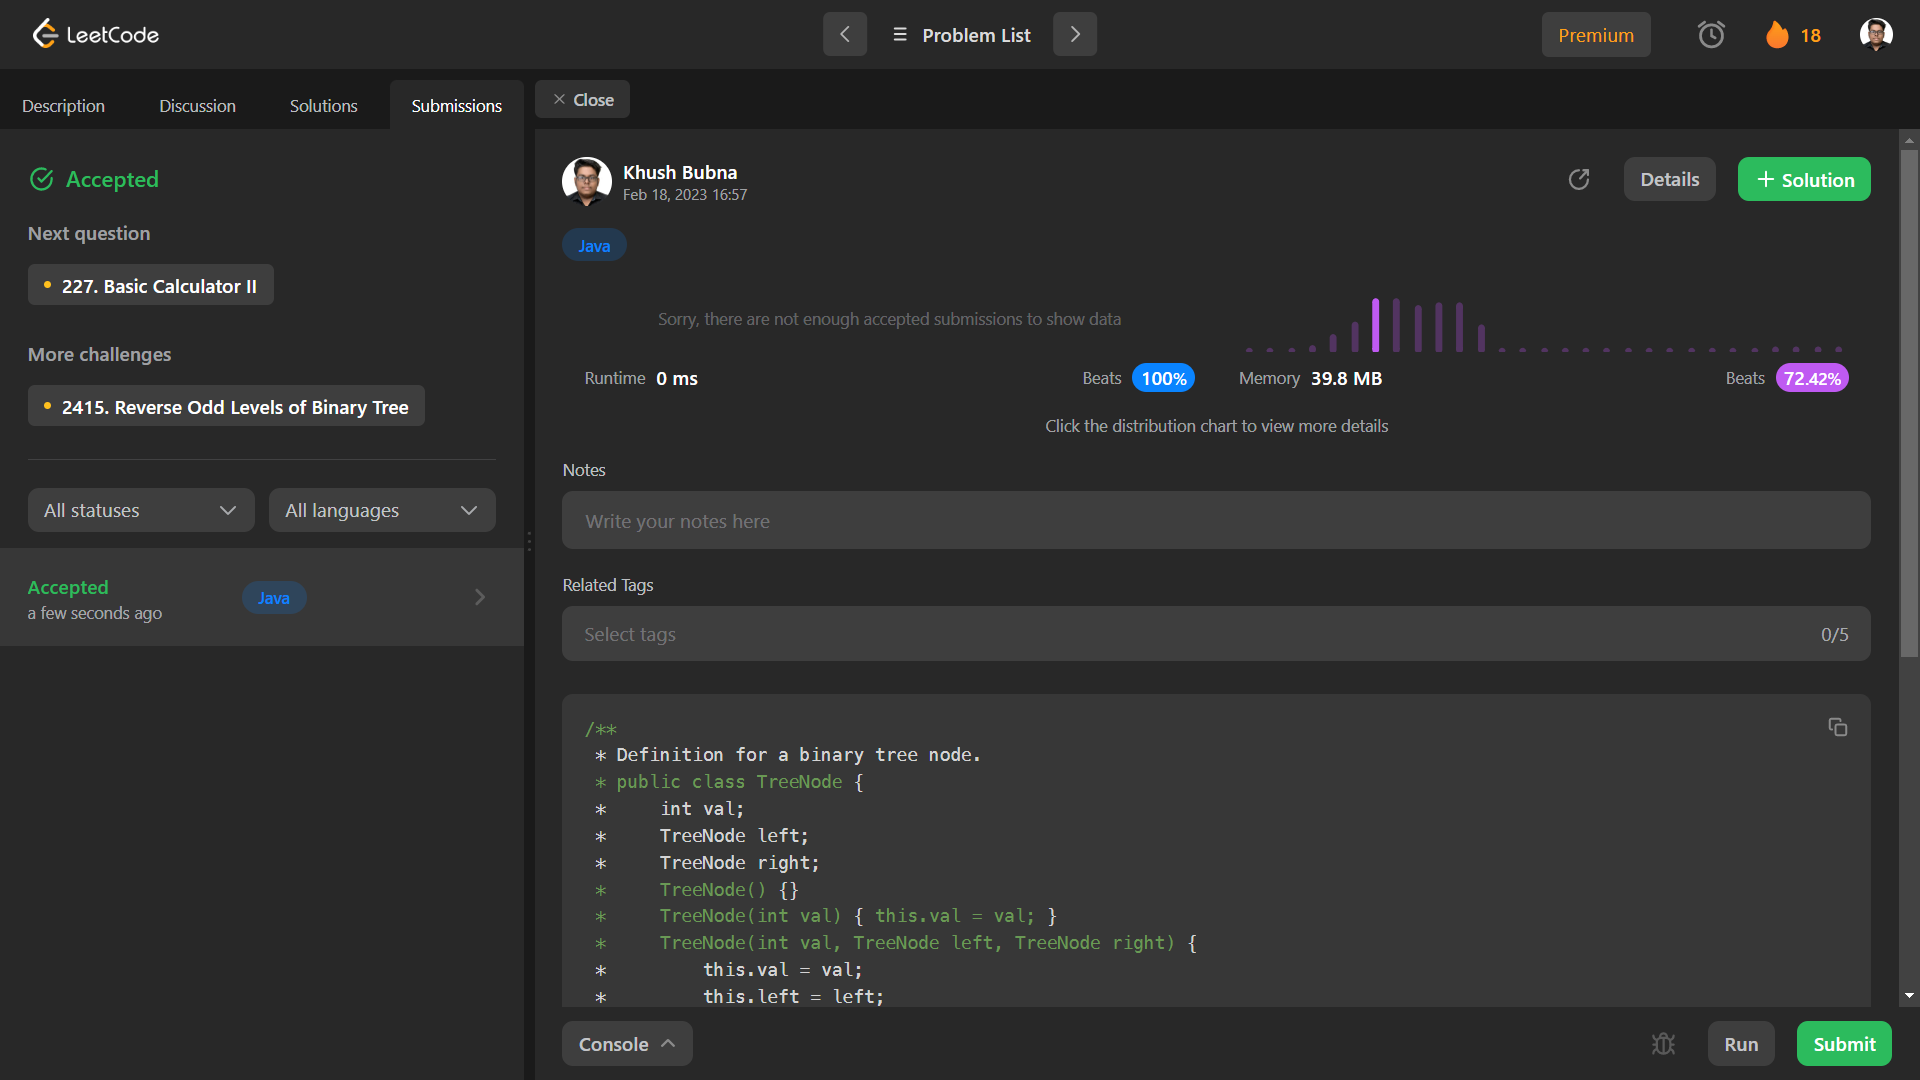 LeetCode
Problem List
Premium
18
Description
Discussion
Solutions
Submissions
Close
Accepted
Next question
227. Basic Calculator II
More challenges
2415. Reverse Odd Levels of Binary Tree
All statuses
All languages
Accepted
a few seconds ago
Java
Khush Bubna
Feb 18, 2023 16:57
Details
Solution
Java
Sorry, there are not enough accepted submissions to show data
Runtime 0 ms
Beats 100%
Memory 39.8 MB
Beats 72.42%
Click the distribution chart to view more details
Notes
Write your notes here
Related Tags
Select tags
0/5
/**
 * Definition for a binary tree node.
 * public class TreeNode {
 *     int val;
 *     TreeNode left;
 *     TreeNode right;
 *     TreeNode() {}
 *     TreeNode(int val) { this.val = val; }
 *     TreeNode(int val, TreeNode left, TreeNode right) {
 *         this.val = val;
 *         this.left = left;
Console
Run
Submit